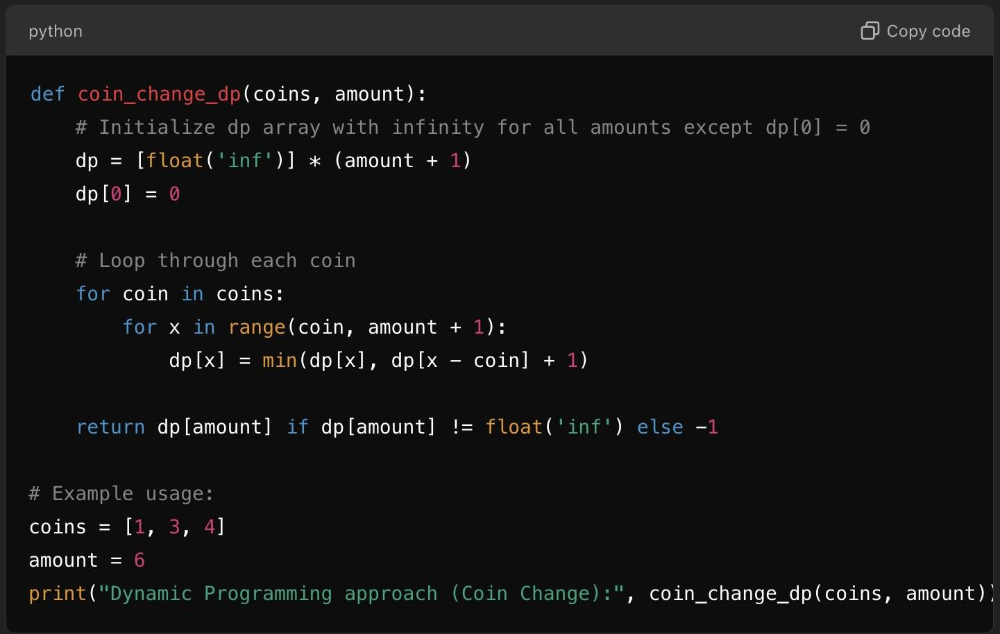 python
Copy code
def coin_change_dp(coins, amount):
    # Initialize dp array with infinity for all amounts except dp[0] = 0
    dp = [float('inf')] * (amount + 1)
    dp[0] = 0

    # Loop through each coin
    for coin in coins:
        for x in range(coin, amount + 1):
            dp[x] = min(dp[x], dp[x - coin] + 1)

    return dp[amount] if dp[amount] != float('inf') else -1

# Example usage:
coins = [1, 3, 4]
amount = 6
print("Dynamic Programming approach (Coin Change):", coin_change_dp(coins, amount))